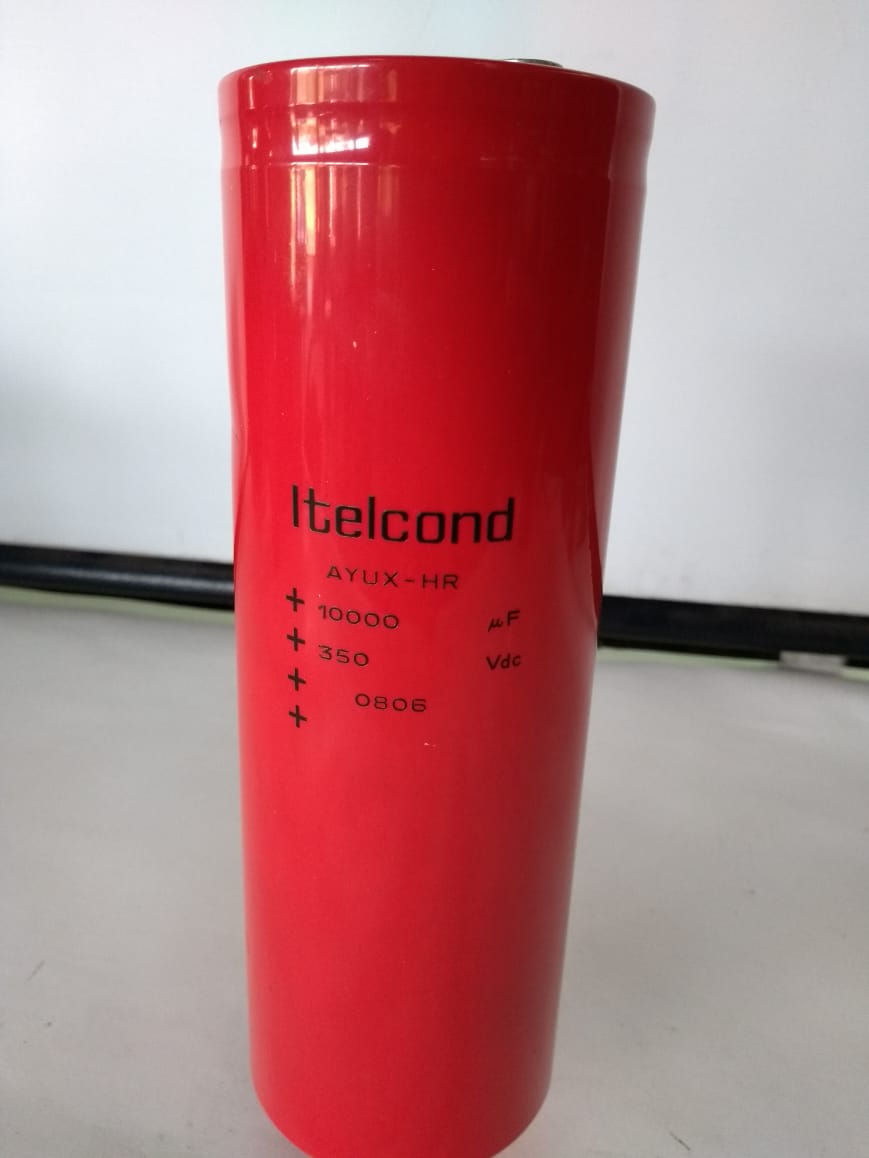 Itelcond
AYUX-HR
+ 10000 µF
+ 350 Vdc
+ 0806
+